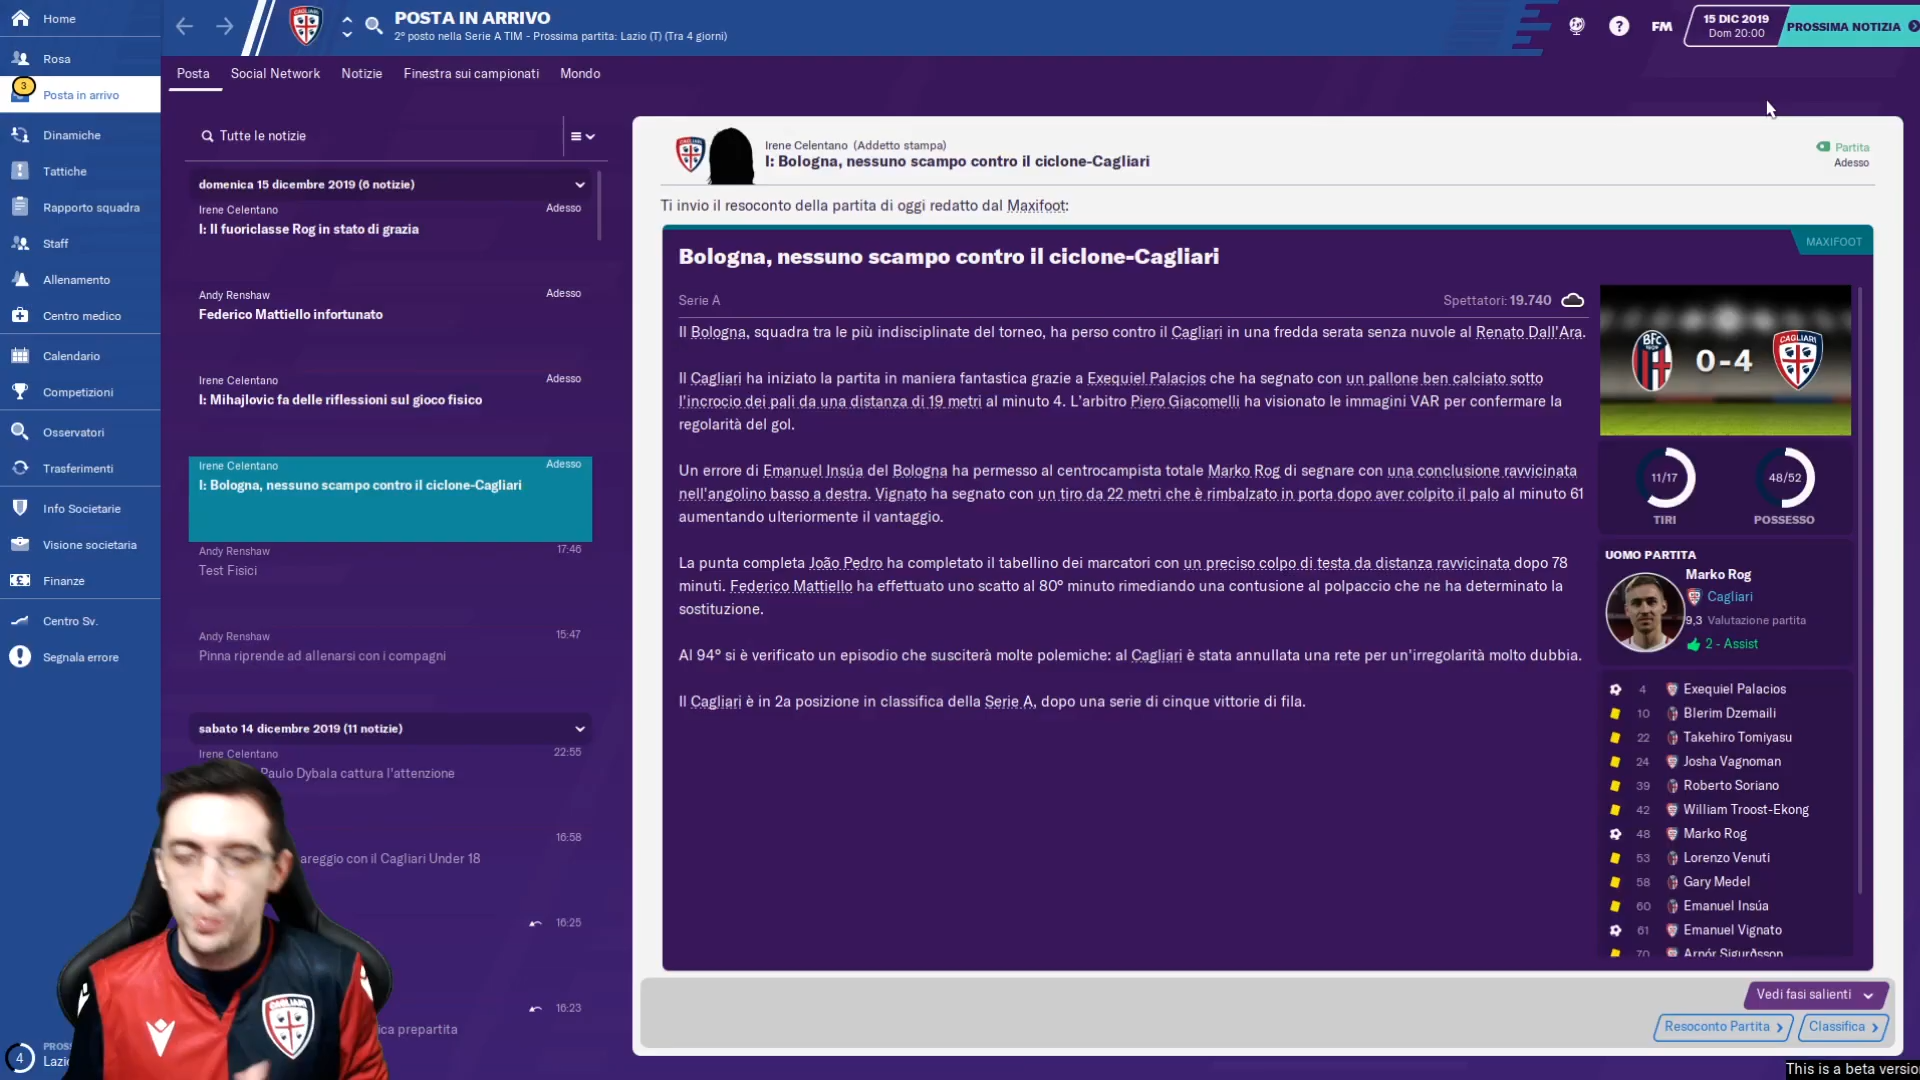 Home
POSTA IN ARRIVO
2° posto nella Serie A TIM - Prossima partita: Lazio (T) (Tra 4 giorni)
FM
15 DIC 2019
Dom 20:00
PROSSIMA NOTIZIA
Rosa
3
Posta in arrivo
Dinamiche
Tattiche
Rapporto squadra
Staff
Allenamento
Centro medico
Calendario
Competizioni
Osservatori
Trasferimenti
Info Societarie
Visione societaria
Finanze
Centro Sv.
Segnala errore
4
Posta
Social Network
Notizie
Finestra sui campionati
Mondo
Tutte le notizie
domenica 15 dicembre 2019 (6 notizie)
Irene Celentano
Adesso
I: Il fuoriclasse Rog in stato di grazia
Andy Renshaw
Adesso
Federico Mattiello infortunato
Irene Celentano
Adesso
I: Mihajlovic fa delle riflessioni sul gioco fisico
Irene Celentano
Adesso
I: Bologna, nessuno scampo contro il ciclone-Cagliari
Andy Renshaw
17:46
Test Fisici
Andy Renshaw
15:47
Pinna riprende ad allenarsi con i compagni
sabato 14 dicembre 2019 (11 notizie)
Irene Celentano
22:55
Paulo Dybala cattura l'attenzione
16:58
areggio con il Cagliari Under 18
16:25
16:23
ica prepartita
Irene Celentano (Addetto stampa)
I: Bologna, nessuno scampo contro il ciclone-Cagliari
Partita
Adesso
Ti invio il resoconto della partita di oggi redatto dal Maxifoot:
MAXIFOOT
Bologna, nessuno scampo contro il ciclone-Cagliari
Serie A
Spettatori: 19.740
Il Bologna, squadra tra le più indisciplinate del torneo, ha perso contro il Cagliari in una fredda serata senza nuvole al Renato Dall'Ara.
Il Cagliari ha iniziato la partita in maniera fantastica grazie a Exequiel Palacios che ha segnato con un pallone ben calciato sotto
l'incrocio dei pali da una distanza di 19 metri al minuto 4. L'arbitro Piero Giacomelli ha visionato le immagini VAR per confermare la
regolarità del gol.
Un errore di Emanuel Insúa del Bologna ha permesso al centrocampista totale Marko Rog di segnare con una conclusione ravvicinata
nell'angolino basso a destra. Vignato ha segnato con un tiro da 22 metri che è rimbalzato in porta dopo aver colpito il palo al minuto 61
aumentando ulteriormente il vantaggio.
La punta completa João Pedro ha completato il tabellino dei marcatori con un preciso colpo di testa da distanza ravvicinata dopo 78
minuti. Federico Mattiello ha effettuato uno scatto al 80° minuto rimediando una contusione al polpaccio che ne ha determinato la
sostituzione.
Al 94° si è verificato un episodio che susciterà molte polemiche: al Cagliari è stata annullata una rete per un'irregolarità molto dubbia.
Il Cagliari è in 2a posizione in classifica della Serie A, dopo una serie di cinque vittorie di fila.
0-4
11/17
TIRI
48/52
POSSESSO
UOMO PARTITA
Marko Rog
Cagliari
9,3 Valutazione partita
2 - Assist
4 Exequiel Palacios
10 Blerim Dzemaili
22 Takehiro Tomiyasu
24 Josha Vagnoman
39 Roberto Soriano
42 William Troost-Ekong
48 Marko Rog
53 Lorenzo Venuti
58 Gary Medel
60 Emanuel Insúa
61 Emanuel Vignato
70 Arnór Sigurðsson
Vedi fasi salienti
Resoconto Partita
Classifica
CAGLIARI
This is a beta versio